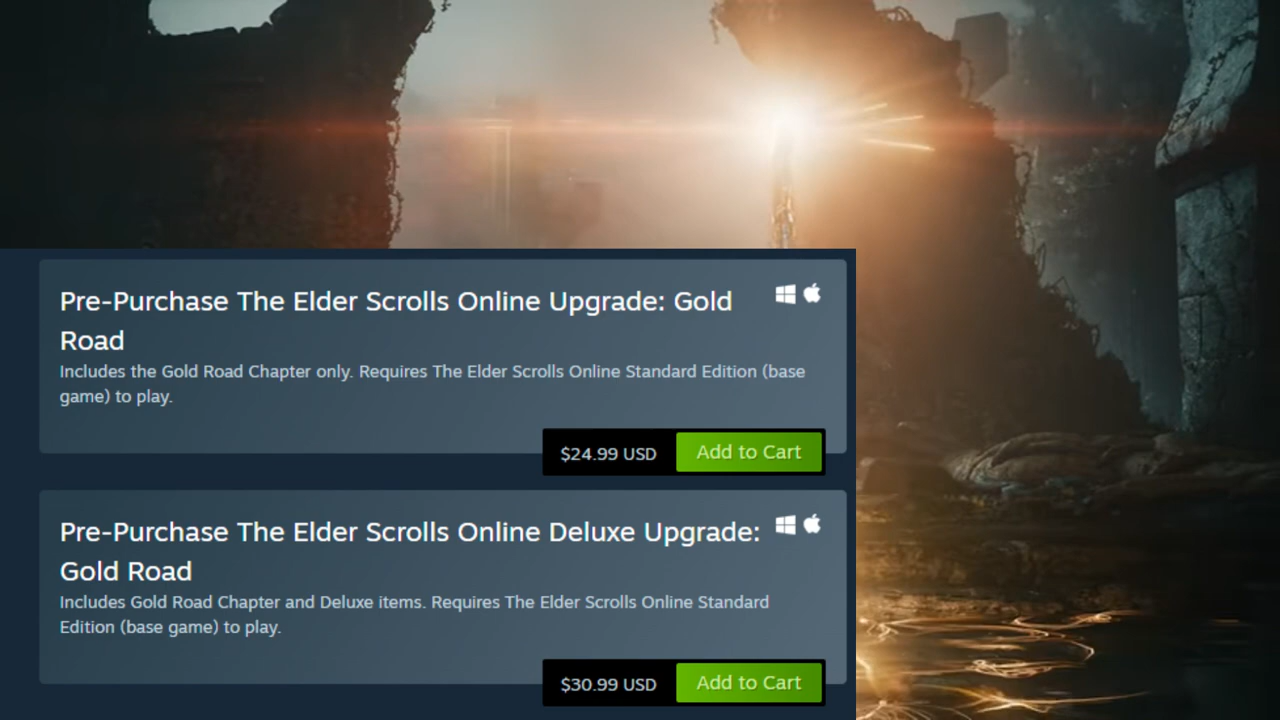 Pre-Purchase The Elder Scrolls Online Upgrade: Gold
Road
Includes the Gold Road Chapter only. Requires The Elder Scrolls Online Standard Edition (base
game) to play.
$24.99 USD Add to Cart
Pre-Purchase The Elder Scrolls Online Deluxe Upgrade:
Gold Road
Includes Gold Road Chapter and Deluxe items. Requires The Elder Scrolls Online Standard
Edition (base game) to play.
$30.99 USD Add to Cart